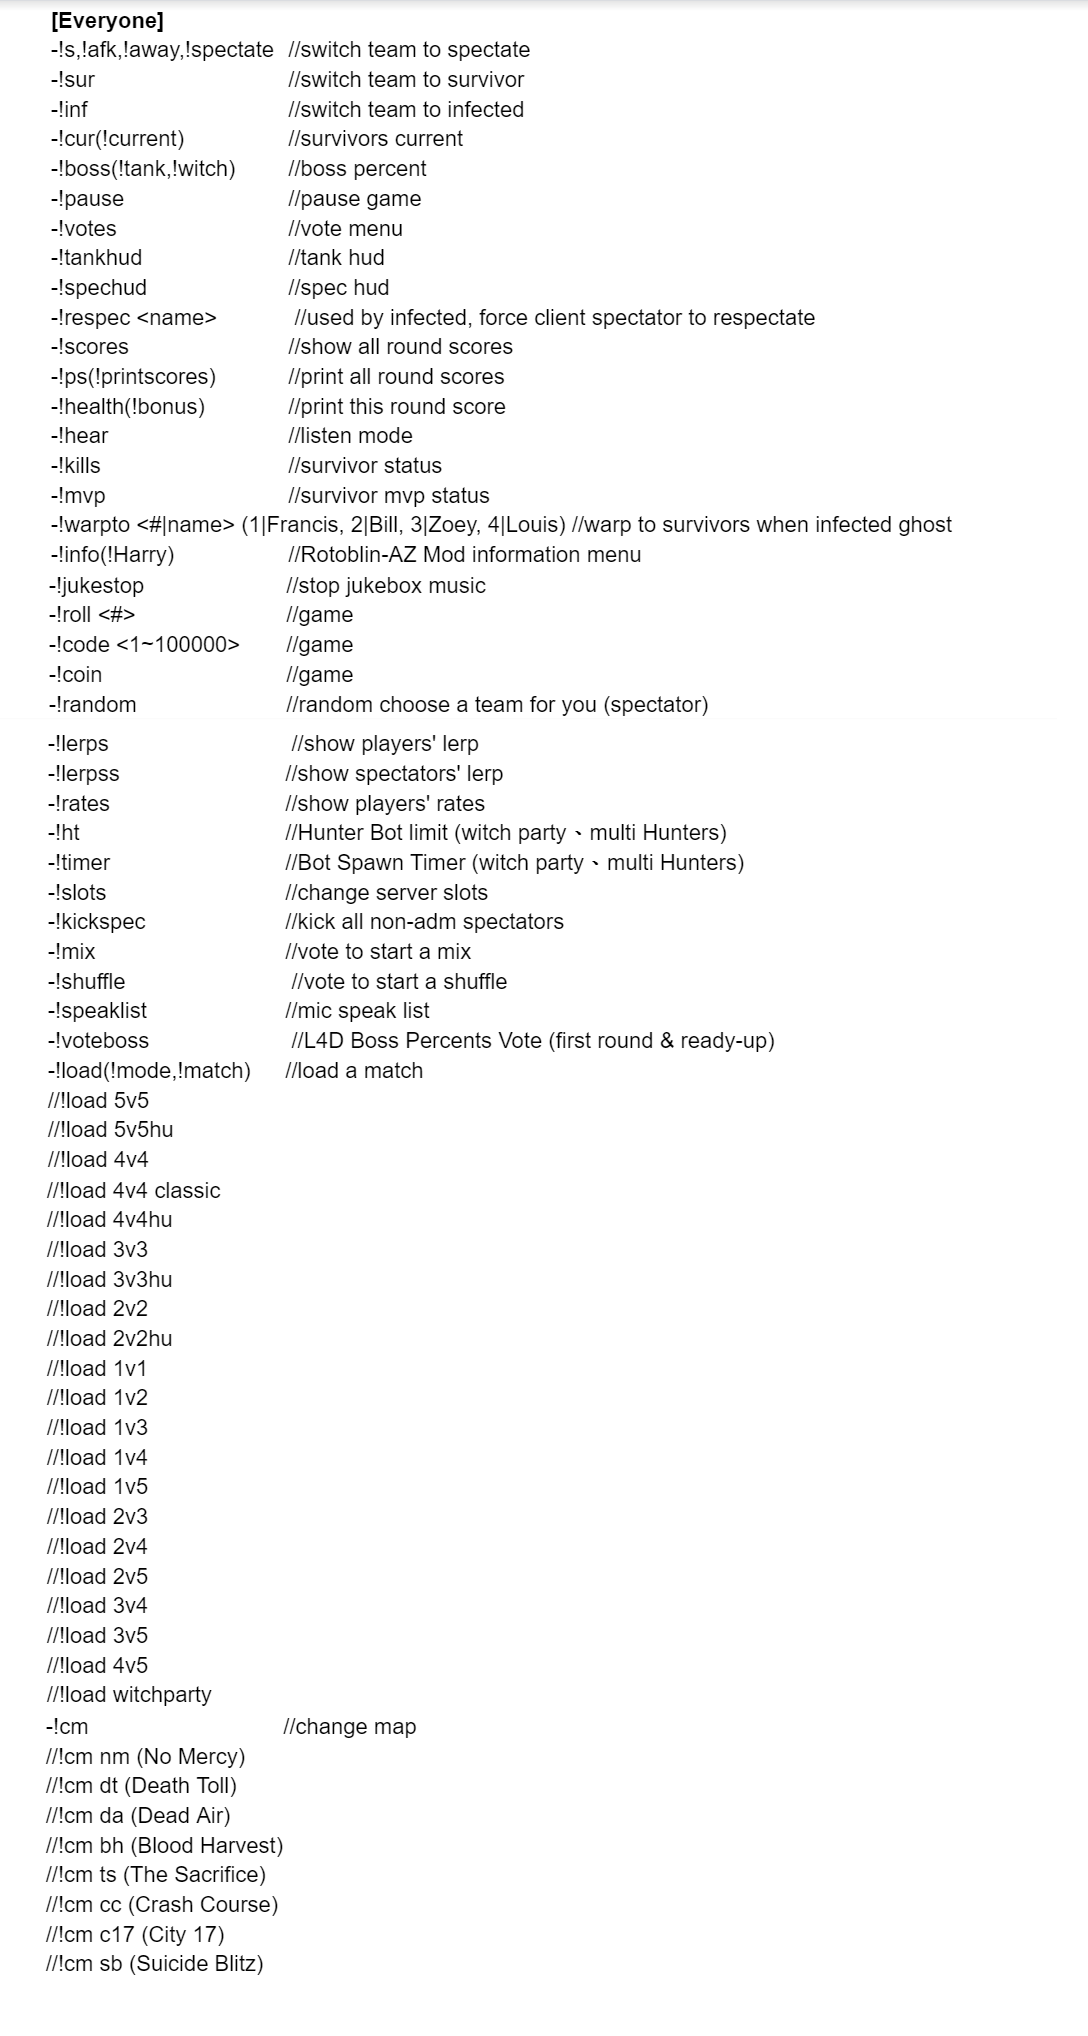 [Everyone]
-!s,!afk,!away,!spectate //switch team to spectate
-!sur //switch team to survivor
-!inf //switch team to infected
-!cur(!current) //survivors current
-!boss(!tank,!witch) //boss percent
-!pause //pause game
-!votes //vote menu
-!tankhud //tank hud
-!spechud //spec hud
-!respec <name> //used by infected, force client spectator to respectate
-!scores //show all round scores
-!ps(!printscores) //print all round scores
-!health(!bonus) //print this round score
-!hear //listen mode
-!kills //survivor status
-!mvp //survivor mvp status
-!warpto <#|name> (1|Francis, 2|Bill, 3|Zoey, 4|Louis) //warp to survivors when infected ghost
-!info(!Harry) //Rotoblin-AZ Mod information menu
-!jukestop //stop jukebox music
-!roll <#> //game
-!code <1~100000> //game
-!coin //game
-!random //random choose a team for you (spectator)
-!lerps //show players' lerp
-!lerpss //show spectators' lerp
-!rates //show players' rates
-!ht //Hunter Bot limit (witch party、multi Hunters)
-!timer //Bot Spawn Timer (witch party、multi Hunters)
-!slots //change server slots
-!kickspec //kick all non-adm spectators
-!mix //vote to start a mix
-!shuffle //vote to start a shuffle
-!speaklist //mic speak list
-!voteboss //L4D Boss Percents Vote (first round & ready-up)
-!load(!mode,!match) //load a match
//!load 5v5
//!load 5v5hu
//!load 4v4
//!load 4v4 classic
//!load 4v4hu
//!load 3v3
//!load 3v3hu
//!load 2v2
//!load 2v2hu
//!load 1v1
//!load 1v2
//!load 1v3
//!load 1v4
//!load 1v5
//!load 2v3
//!load 2v4
//!load 2v5
//!load 3v4
//!load 3v5
//!load 4v5
//!load witchparty
-!cm //change map
//!cm nm (No Mercy)
//!cm dt (Death Toll)
//!cm da (Dead Air)
//!cm bh (Blood Harvest)
//!cm ts (The Sacrifice)
//!cm cc (Crash Course)
//!cm c17 (City 17)
//!cm sb (Suicide Blitz)